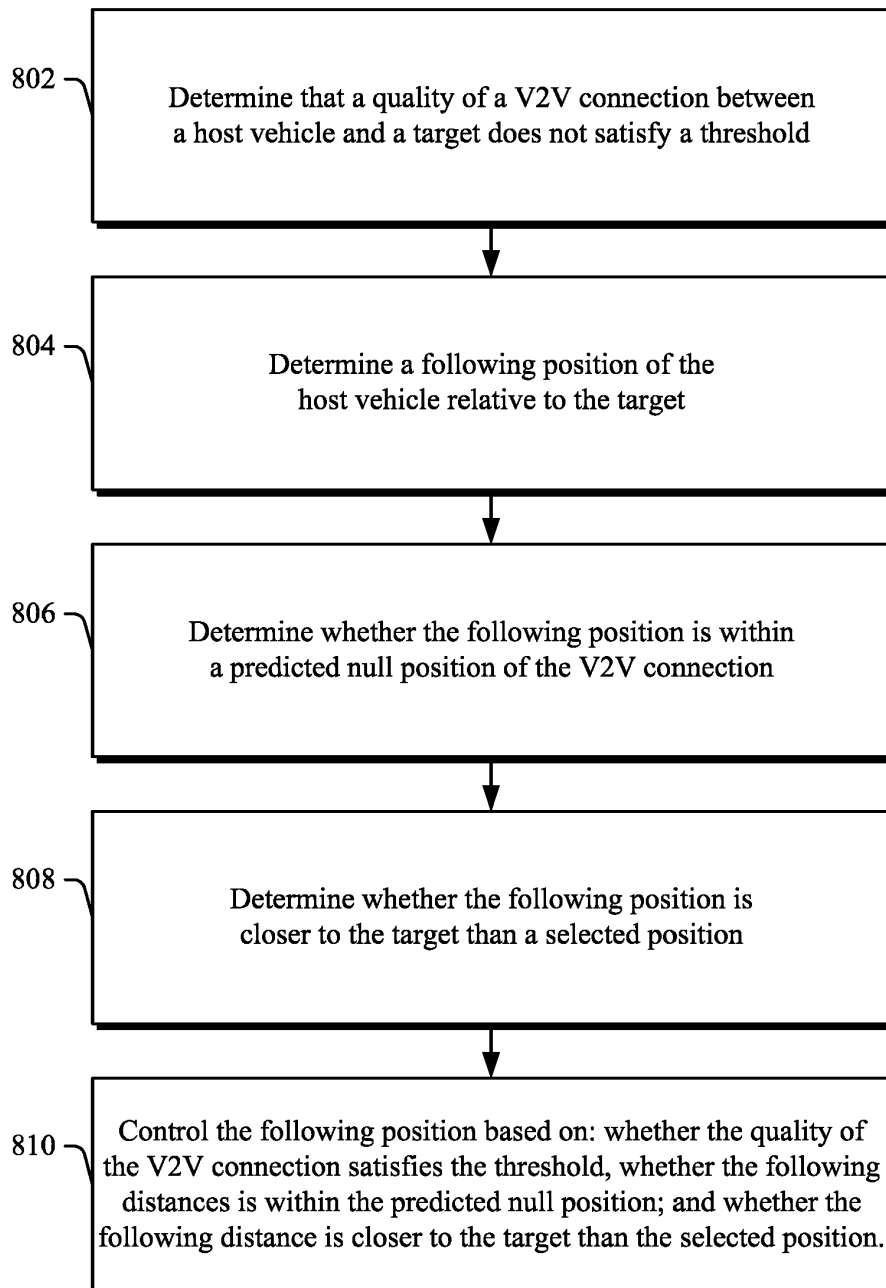 802
Determine that a quality of a V2V connection between
a host vehicle and a target does not satisfy a threshold
804
Determine a following position of the
host vehicle relative to the target
806
Determine whether the following position is within
a predicted null position of the V2V connection
808
Determine whether the following position is
closer to the target than a selected position
810
Control the following position based on: whether the quality of
the V2V connection satisfies the threshold, whether the following
distances is within the predicted null position; and whether the
following distance is closer to the target than the selected position.